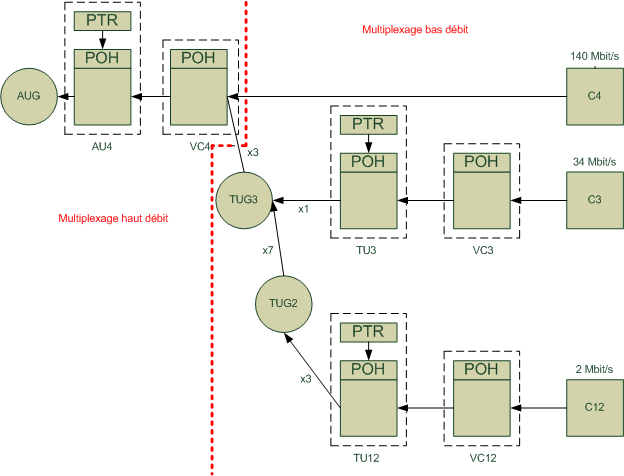 PTR
Multiplexage bas débit
POH
POH
140 Mbit/s
AUG
C4
AU4
VC4
x3
PTR
POH
POH
34 Mbit/s
C3
TUG3
x1
Multiplexage haut débit
TU3
VC3
x7
TUG2
PTR
POH
POH
2 Mbit/s
x3
C12
TU12
VC12